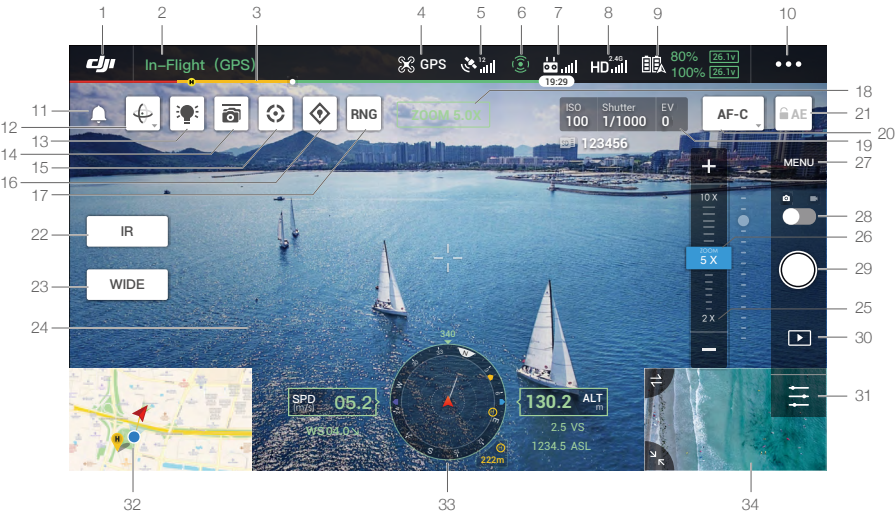 1 2 3 4 5 6 7 8 9 10
dji In-Flight (GPS) GPS 12 HD 2.4G A 80% 26.1v
100% 26.1v
H 19:29
11 18
12 RNG ZOOM 5.0X ISO Shutter EV AF-C AE 21
100 1/1000 0
13 20
14 123456 19
15 MENU 27
16 + 
17 10 X
28
22 IR ZOOM 26
5 X
29
23 WIDE
25
24 2 X
30
340
N
SPD 05.2 W 130.2 ALT
[m/s] m
31
WS 04.0 E 2.5 VS
H S 1234.5 ASL
222m
32 33 34